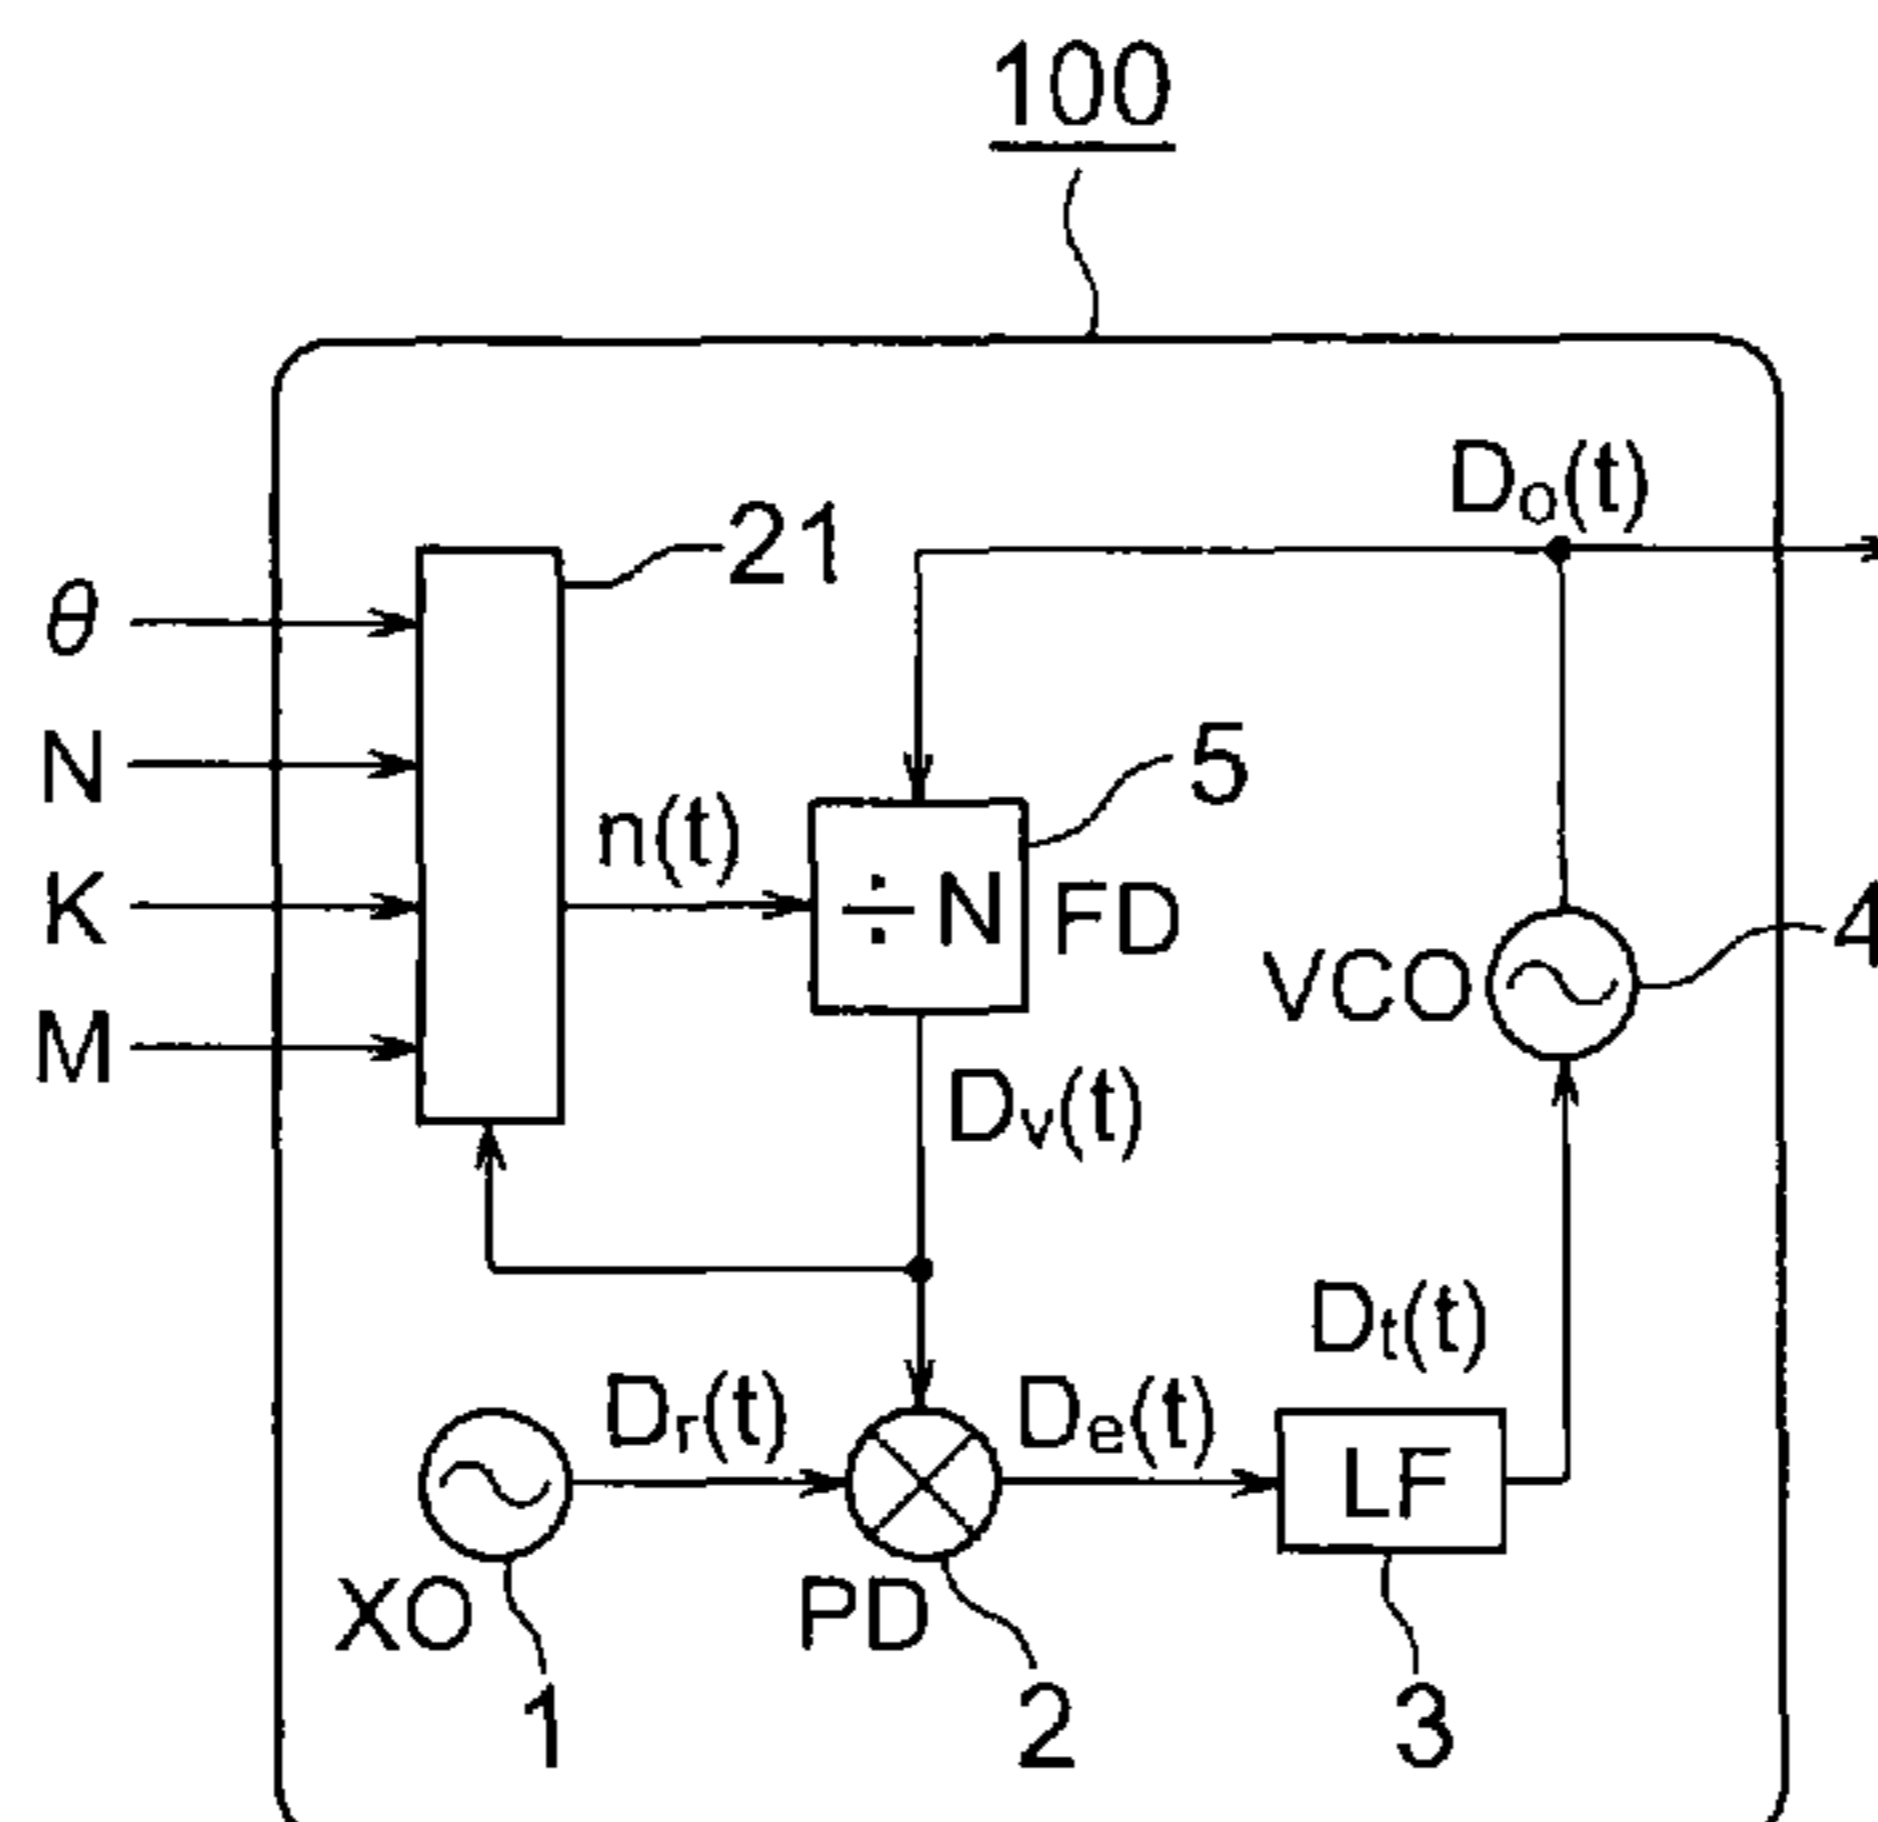 100
Do(t)
21
θ
N
5
n(t)
÷N
FD
K
4
VCO
M
Dv(t)
Dt(t)
Dr(t)
De(t)
LF
XO
PD
1
2
3